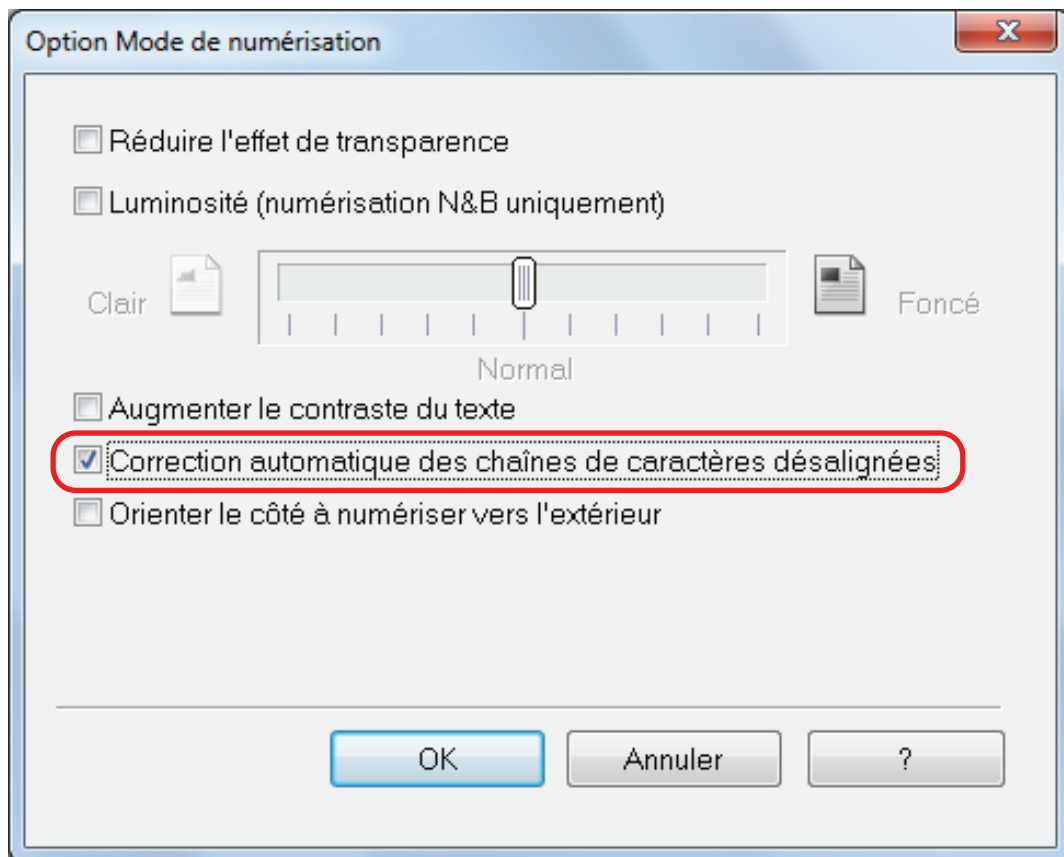 Option Mode de numérisation
Réduire l'effet de transparence
Luminosité (numérisation N&B uniquement)
Clair
Foncé
Normal
Augmenter le contraste du texte
Correction automatique des chaînes de caractères désalignées
Orienter le côté à numériser vers l'extérieur
OK Annuler ?